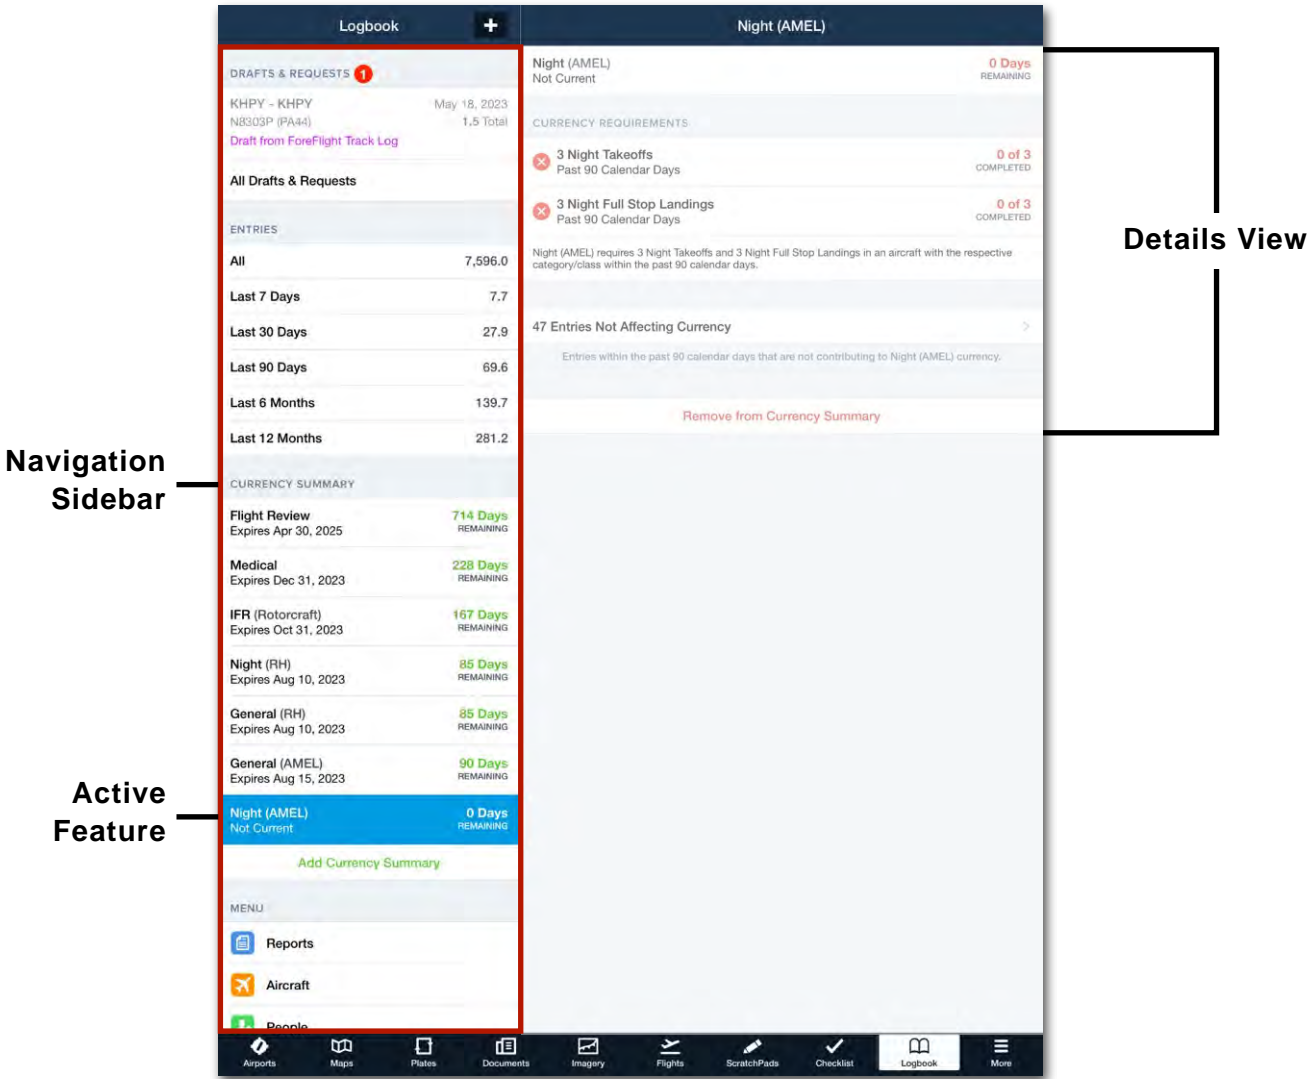 Logbook
+
DRAFTS & REQUESTS 1
KHPY - KHPY May 18, 2023
N8303P (PA44) 1.5 Total
Draft from ForeFlight Track Log
All Drafts & Requests
ENTRIES
All 7,596.0
Last 7 Days 7.7
Last 30 Days 27.9
Last 90 Days 69.6
Last 6 Months 139.7
Last 12 Months 281.2
CURRENCY SUMMARY
Flight Review 714 Days
Expires Apr 30, 2025 REMAINING
Medical 228 Days
Expires Dec 31, 2023 REMAINING
IFR (Rotorcraft) 167 Days
Expires Oct 31, 2023 REMAINING
Night (RH) 85 Days
Expires Aug 10, 2023 REMAINING
General (RH) 85 Days
Expires Aug 10, 2023 REMAINING
General (AMEL) 90 Days
Expires Aug 15, 2023 REMAINING
Night (AMEL) 0 Days
Not Current REMAINING
Add Currency Summary
MENU
Reports
Aircraft
People
Night (AMEL)
Night (AMEL) 0 Days
Not Current REMAINING
CURRENCY REQUIREMENTS
3 Night Takeoffs 0 of 3
Past 90 Calendar Days COMPLETED
3 Night Full Stop Landings 0 of 3
Past 90 Calendar Days COMPLETED
Night (AMEL) requires 3 Night Takeoffs and 3 Night Full Stop Landings in an aircraft with the respective
category/class within the past 90 calendar days.
47 Entries Not Affecting Currency
Entries within the past 90 calendar days that are not contributing to Night (AMEL) currency.
Remove from Currency Summary
Airports Maps Plates Documents Imagery Flights ScratchPads Checklist Logbook More
Navigation
Sidebar
Active
Feature
Details View